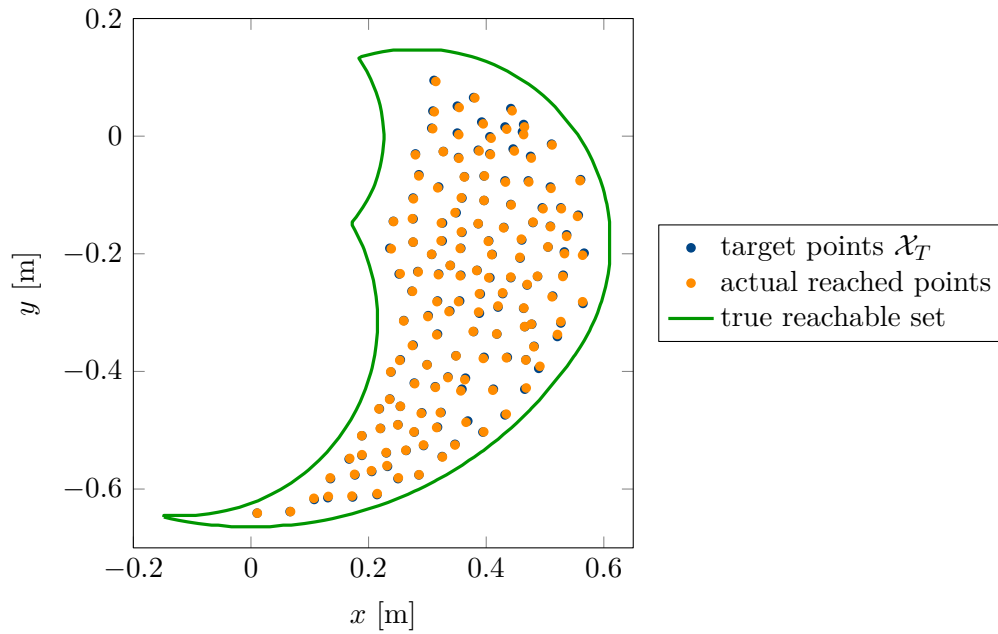 0.2
0
−0.2
−0.4
−0.6
y [m]
−0.2 0 0.2 0.4 0.6
x [m]
target points 𝒳_T
actual reached points
true reachable set